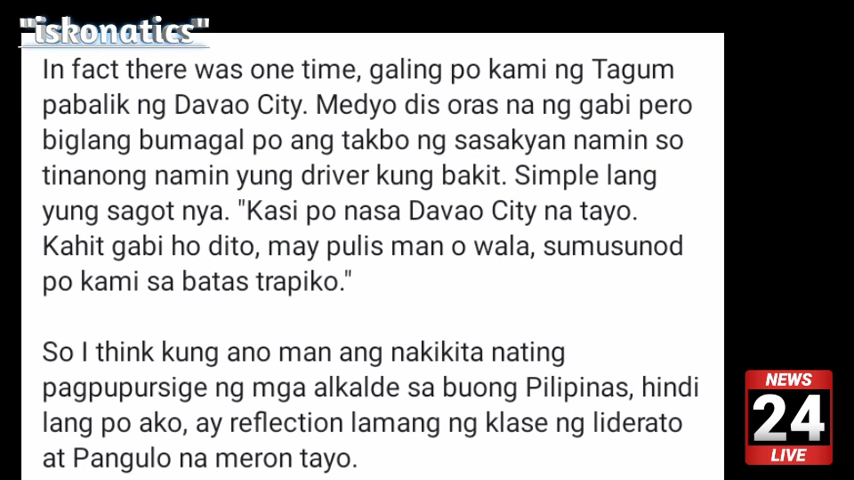 "iskonatics"
In fact there was one time, galing po kami ng Tagum
pabalik ng Davao City. Medyo dis oras na ng gabi pero
biglang bumagal po ang takbo ng sasakyan namin so
tinanong namin yung driver kung bakit. Simple lang
yung sagot nya. "Kasi po nasa Davao City na tayo.
Kahit gabi ho dito, may pulis man o wala, sumusunod
po kami sa batas trapiko."
So I think kung ano man ang nakikita nating
pagpupursige ng mga alkalde sa buong Pilipinas, hindi
lang po ako, ay reflection lamang ng klase ng liderato
at Pangulo na meron tayo.
NEWS
24
LIVE